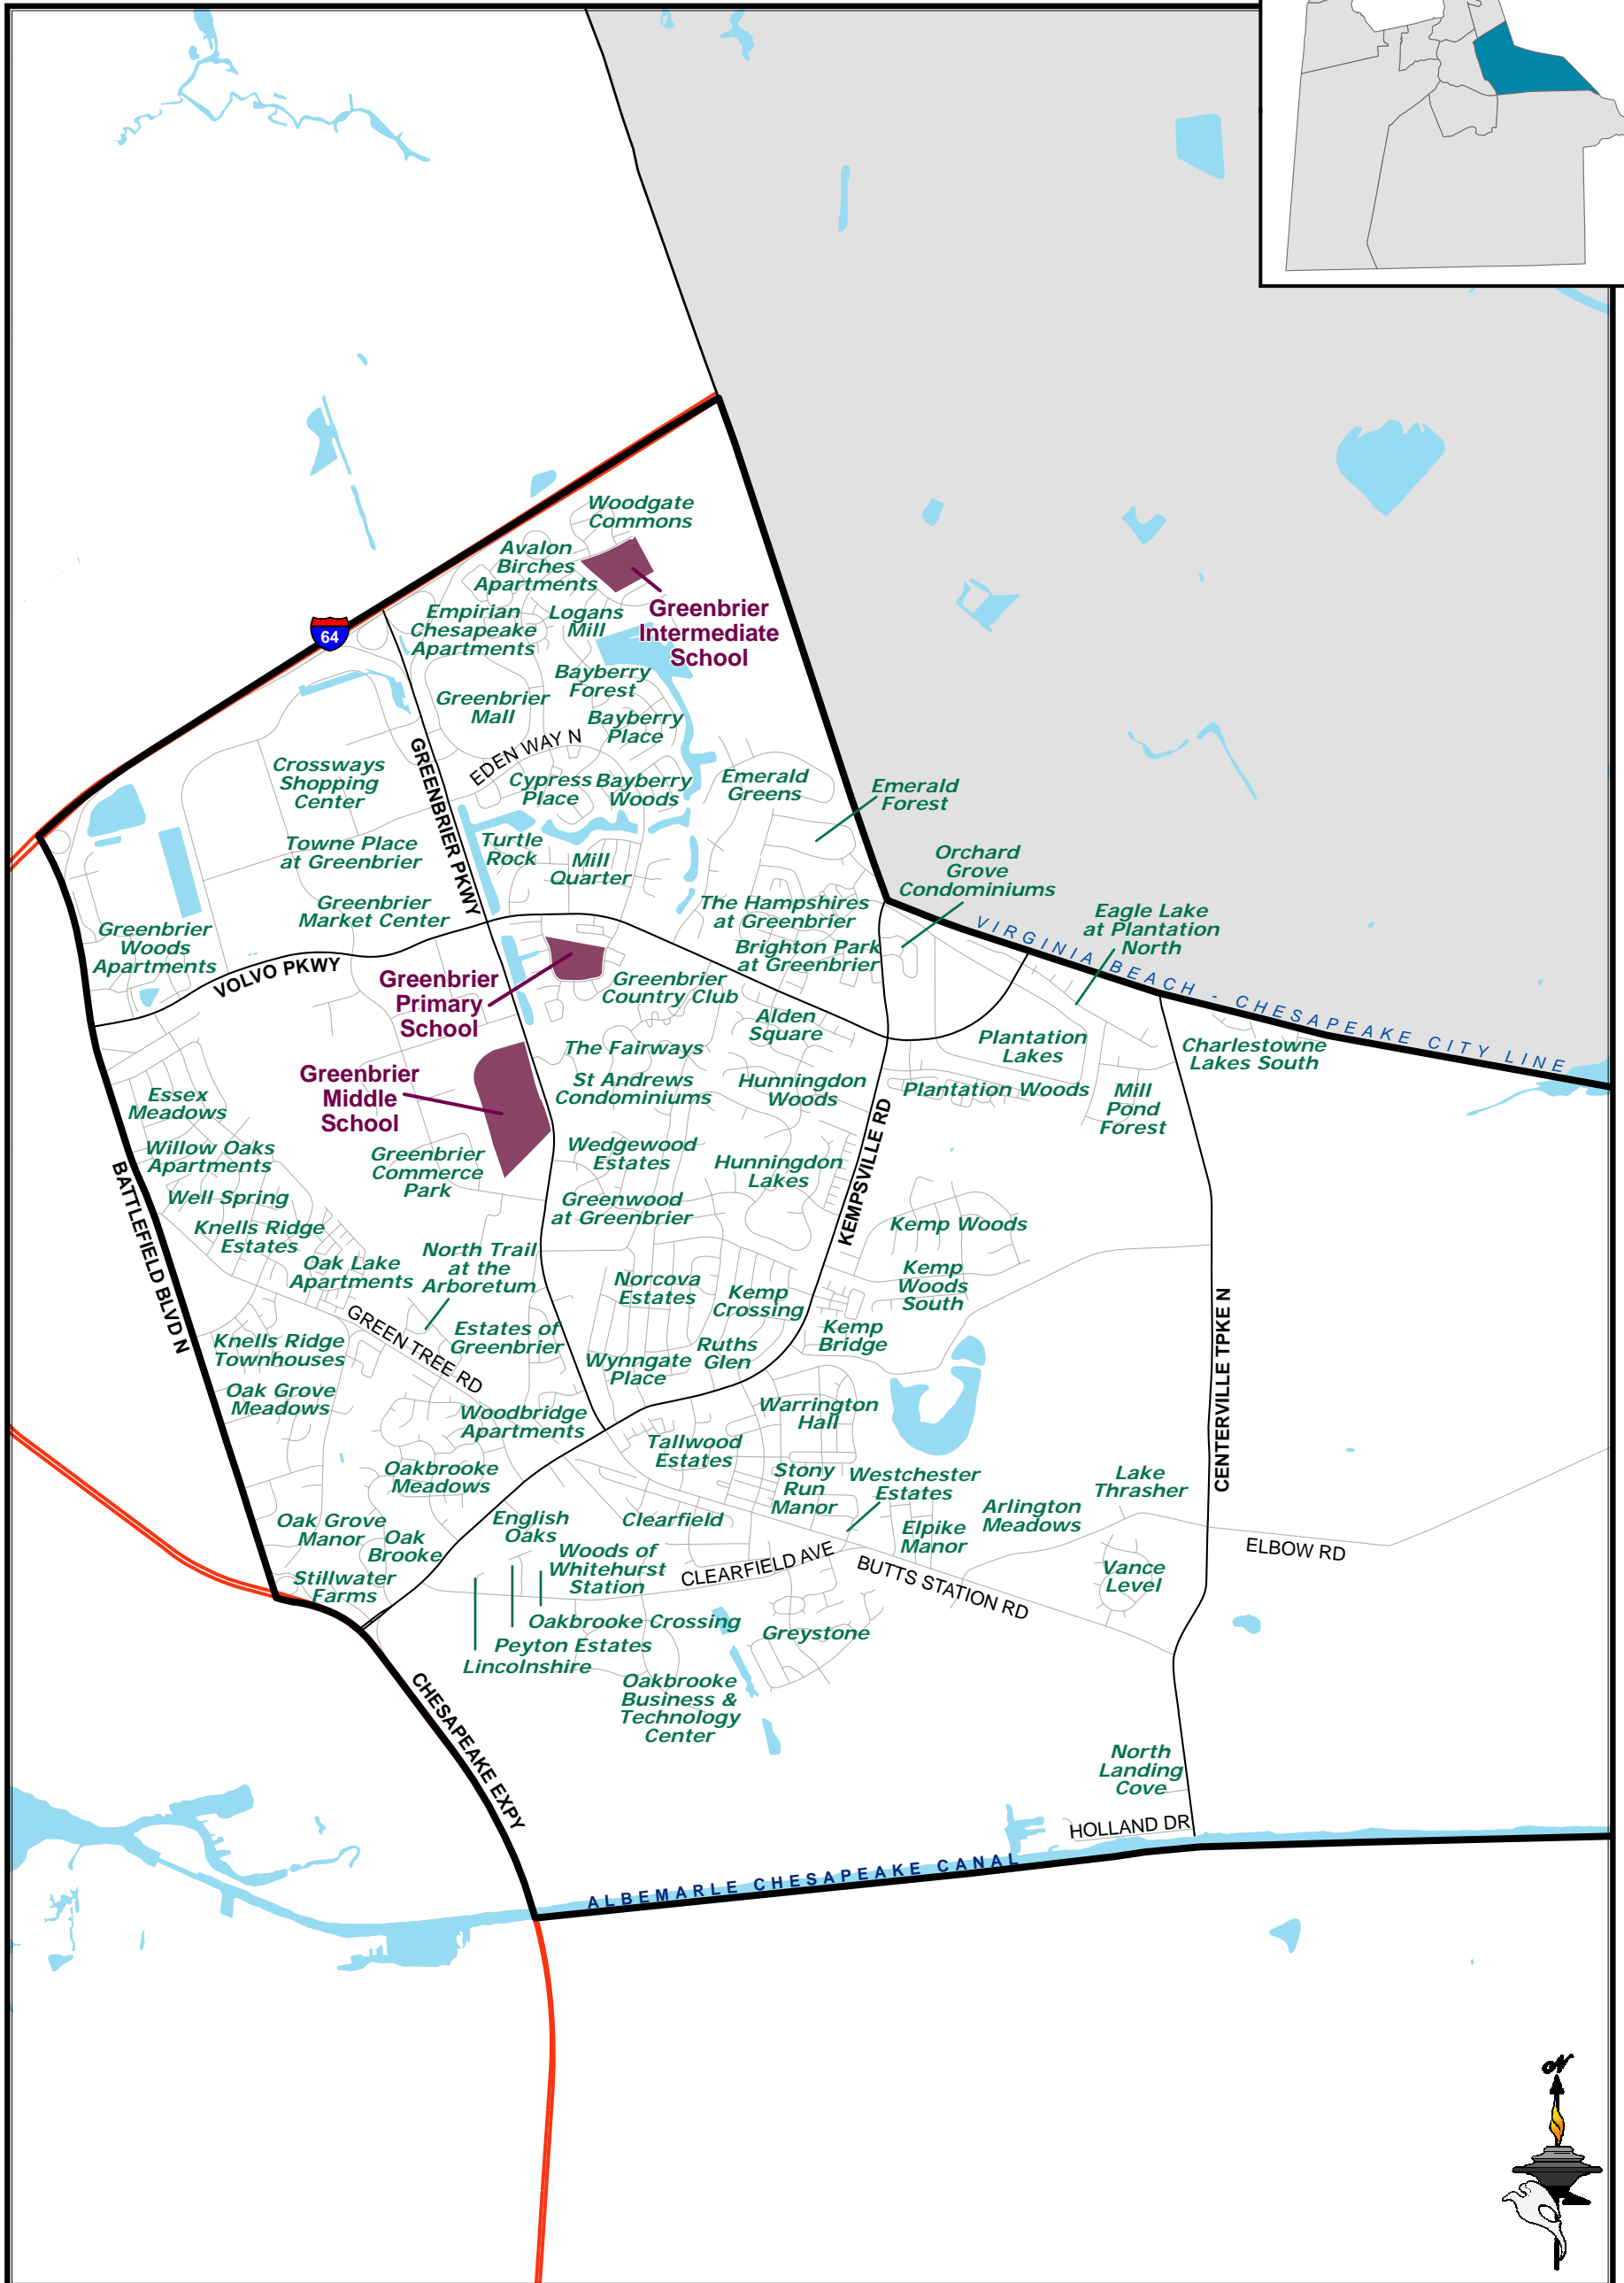 Woodgate
Commons
Avalon
Birches
Apartments
Greenbrier
Intermediate
School
Empirian
Chesapeake
Apartments
Logans
Mill
64
Bayberry
Forest
Greenbrier
Mall
Bayberry
Place
GREENBRIER PKWY
EDEN WAY N
Crossways
Shopping
Center
Cypress
Place
Bayberry
Woods
Emerald
Greens
Emerald
Forest
Towne Place
at Greenbrier
Turtle
Rock
Mill
Quarter
Orchard
Grove
Condominiums
Greenbrier
Market Center
The Hampshires
at Greenbrier
Eagle Lake
at Plantation
North
VIRGINIA BEACH - CHESAPEAKE CITY LINE
Greenbrier
Woods
Apartments
Brighton Park
at Greenbrier
VOLVO PKWY
Greenbrier
Primary
School
Greenbrier
Country Club
Alden
Square
Plantation
Lakes
Charlestowne
Lakes South
The Fairways
Greenbrier
Middle
School
St Andrews
Condominiums
Hunningdon
Woods
Plantation Woods
Mill
Pond
Forest
Essex
Meadows
KEMPSVILLE RD
Willow Oaks
Apartments
Greenbrier
Commerce
Park
Wedgewood
Estates
Hunningdon
Lakes
BATTLEFIELD BLVD N
Well Spring
Greenwood
at Greenbrier
Knells Ridge
Estates
Kemp Woods
Oak Lake
Apartments
North Trail
at the
Arboretum
Norcova
Estates
Kemp
Crossing
Kemp
Woods
South
CENTERVILLE TPKE N
GREEN TREE RD
Knells Ridge
Townhouses
Estates of
Greenbrier
Wynngate
Place
Ruths
Glen
Kemp
Bridge
Oak Grove
Meadows
Woodbridge
Apartments
Warrington
Hall
Tallwood
Estates
Oakbrooke
Meadows
Stony
Run
Manor
Westchester
Estates
Lake
Thrasher
Arlington
Meadows
Oak Grove
Manor
Oak
Brooke
English
Oaks
Clearfield
Elpike
Manor
ELBOW RD
Woods of
Whitehurst
Station
CLEARFIELD AVE
BUTTS STATION RD
Vance
Level
Stillwater
Farms
Oakbrooke Crossing
Greystone
Peyton Estates
Lincolnshire
Oakbrooke
Business &
Technology
Center
CHESAPEAKE EXPY
North
Landing
Cove
HOLLAND DR
ALBEMARLE CHESAPEAKE CANAL
N